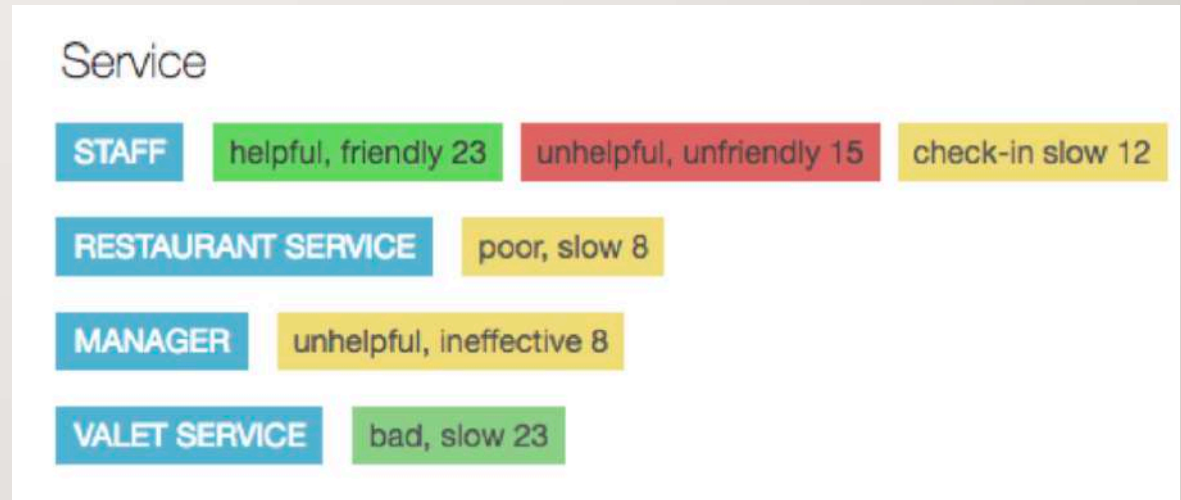 Service
STAFF helpful, friendly 23 unhelpful, unfriendly 15 check-in slow 12
RESTAURANT SERVICE poor, slow 8
MANAGER unhelpful, ineffective 8
VALET SERVICE bad, slow 23